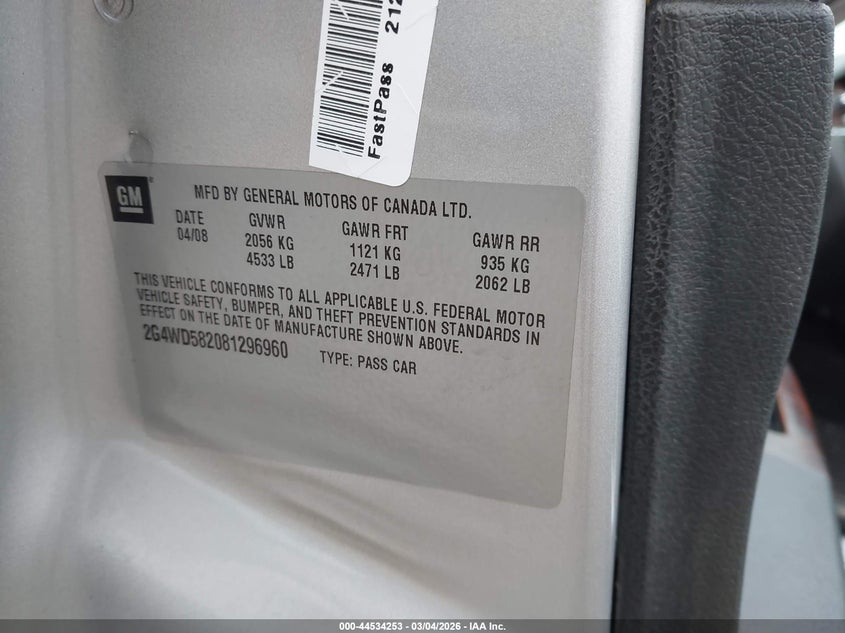 FastPass 212
GM
MFD BY GENERAL MOTORS OF CANADA LTD.
DATE GVWR GAWR FRT GAWR RR
04/08 2056 KG 1121 KG 935 KG
4533 LB 2471 LB 2062 LB
THIS VEHICLE CONFORMS TO ALL APPLICABLE U.S. FEDERAL MOTOR
VEHICLE SAFETY, BUMPER, AND THEFT PREVENTION STANDARDS IN
EFFECT ON THE DATE OF MANUFACTURE SHOWN ABOVE.
2G4WD582081296960 TYPE: PASS CAR
000-44534253 - 03/04/2026 - IAA Inc.